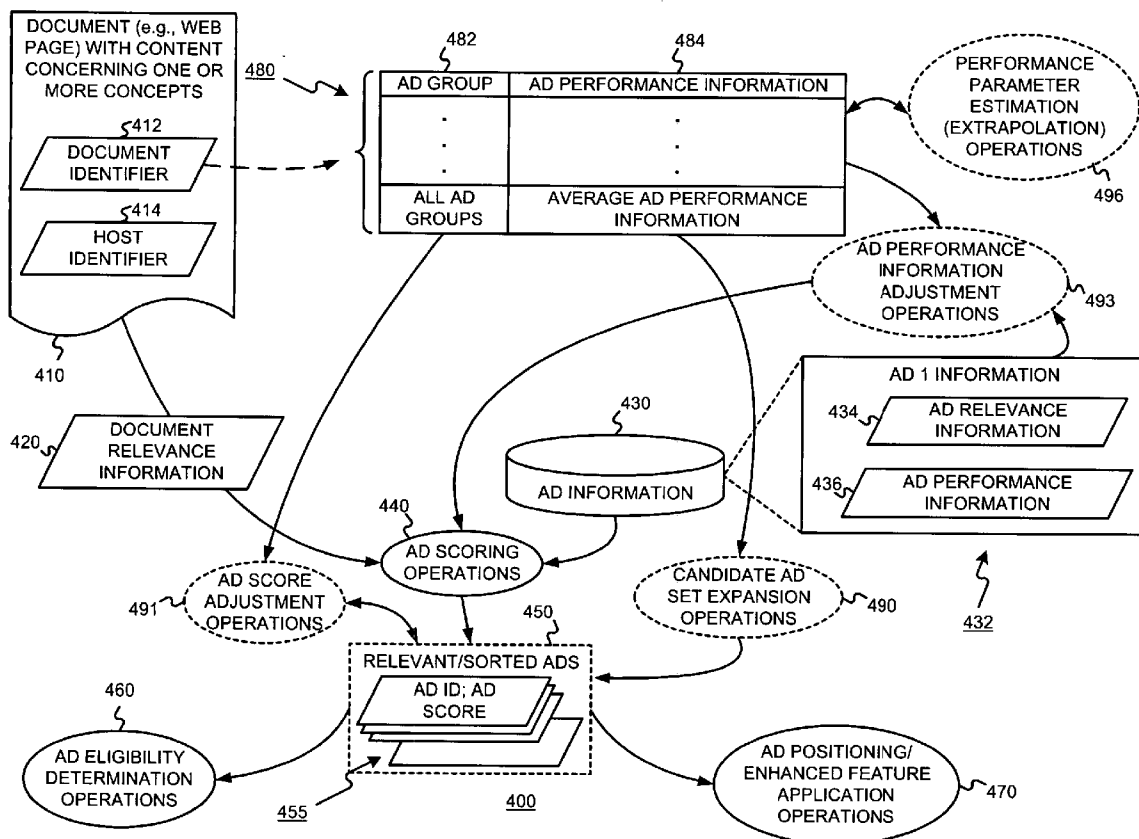 DOCUMENT (e.g., WEB
PAGE) WITH CONTENT
CONCERNING ONE OR
MORE CONCEPTS
412
DOCUMENT
IDENTIFIER
414
HOST
IDENTIFIER
410
480
482
484
AD GROUP
AD PERFORMANCE INFORMATION
ALL AD
GROUPS
AVERAGE AD PERFORMANCE
INFORMATION
PERFORMANCE
PARAMETER
ESTIMATION
(EXTRAPOLATION)
OPERATIONS
496
AD PERFORMANCE
INFORMATION
ADJUSTMENT
OPERATIONS
493
420
DOCUMENT
RELEVANCE
INFORMATION
430
AD INFORMATION
AD 1 INFORMATION
434
AD RELEVANCE
INFORMATION
436
AD PERFORMANCE
INFORMATION
432
440
AD SCORING
OPERATIONS
491
AD SCORE
ADJUSTMENT
OPERATIONS
CANDIDATE AD
SET EXPANSION
OPERATIONS
490
450
RELEVANT/SORTED ADS
AD ID; AD
SCORE
455
400
460
AD ELIGIBILITY
DETERMINATION
OPERATIONS
AD POSITIONING/
ENHANCED FEATURE
APPLICATION
OPERATIONS
470